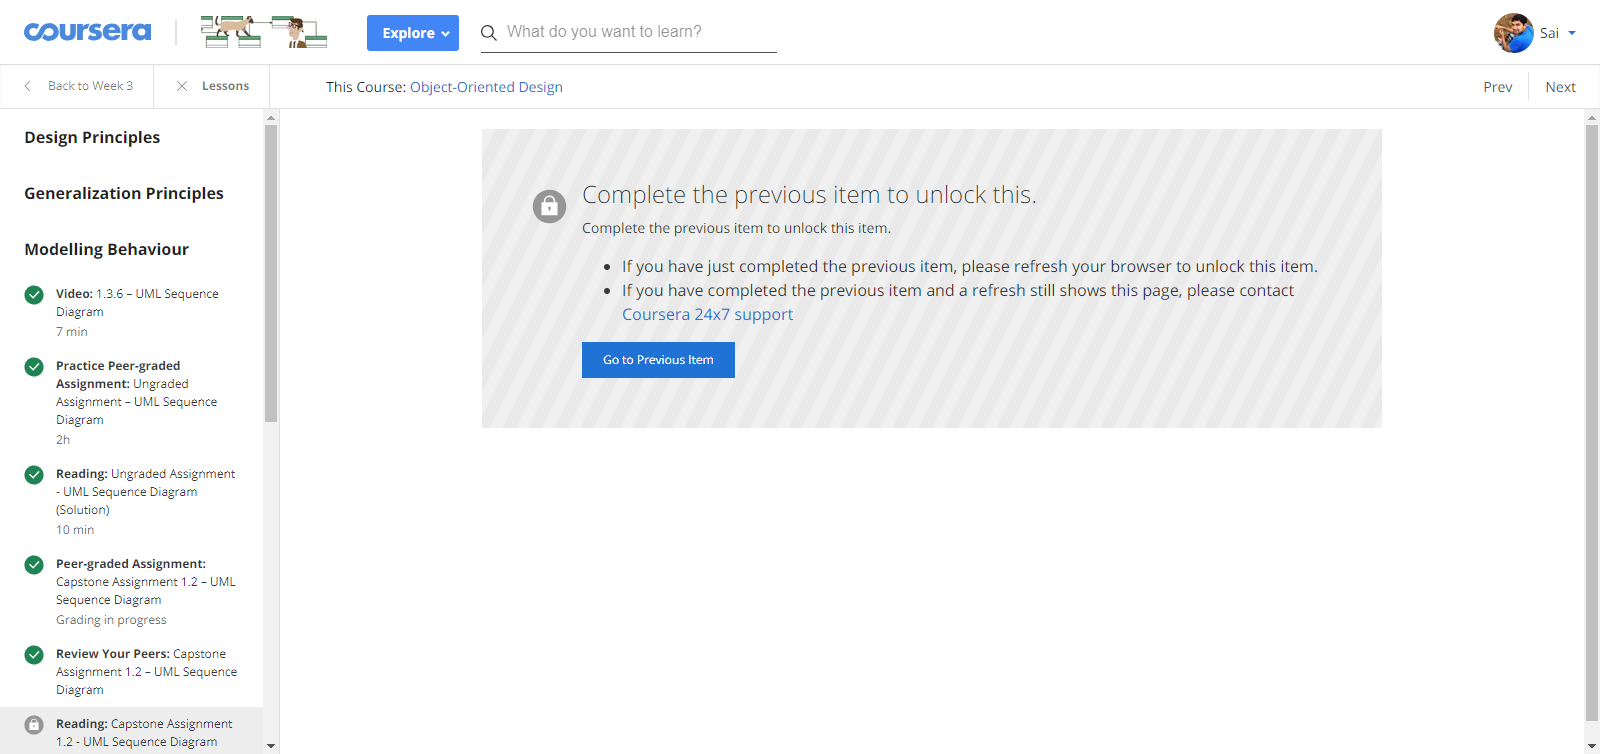 coursera
Explore
What do you want to learn?
Sai
Back to Week 3
Lessons
This Course: Object-Oriented Design
Prev
Next
Design Principles
Generalization Principles
Modelling Behaviour
Video: 1.3.6 – UML Sequence
Diagram
7 min
Practice Peer-graded
Assignment: Ungraded
Assignment – UML Sequence
Diagram
2h
Reading: Ungraded Assignment
- UML Sequence Diagram
(Solution)
10 min
Peer-graded Assignment:
Capstone Assignment 1.2 – UML
Sequence Diagram
Grading in progress
Review Your Peers: Capstone
Assignment 1.2 – UML Sequence
Diagram
Reading: Capstone Assignment
1.2 - UML Sequence Diagram
Complete the previous item to unlock this.
Complete the previous item to unlock this item.
• If you have just completed the previous item, please refresh your browser to unlock this item.
• If you have completed the previous item and a refresh still shows this page, please contact
Coursera 24x7 support
Go to Previous Item